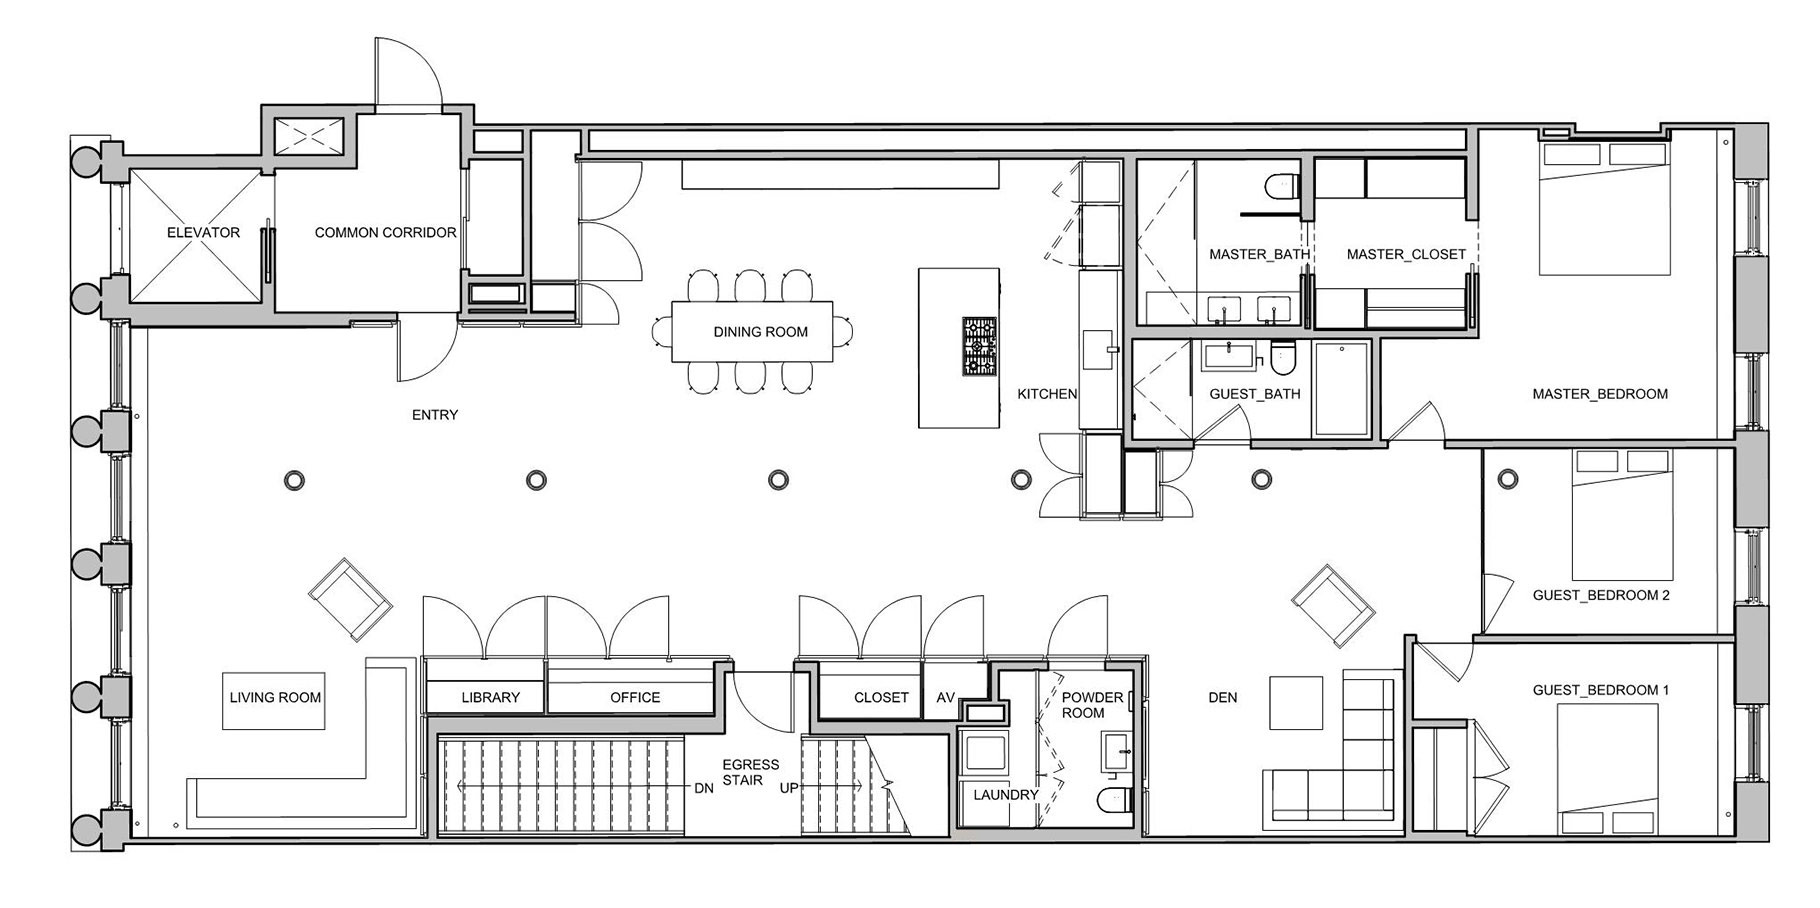 ELEVATOR
COMMON CORRIDOR
MASTER_BATH
MASTER_CLOSET
DINING ROOM
KITCHEN
GUEST_BATH
MASTER_BEDROOM
ENTRY
GUEST_BEDROOM 2
LIVING ROOM
LIBRARY
OFFICE
CLOSET
AV
POWDER
ROOM
DEN
GUEST_BEDROOM 1
EGRESS
STAIR
DN
UP
LAUNDRY